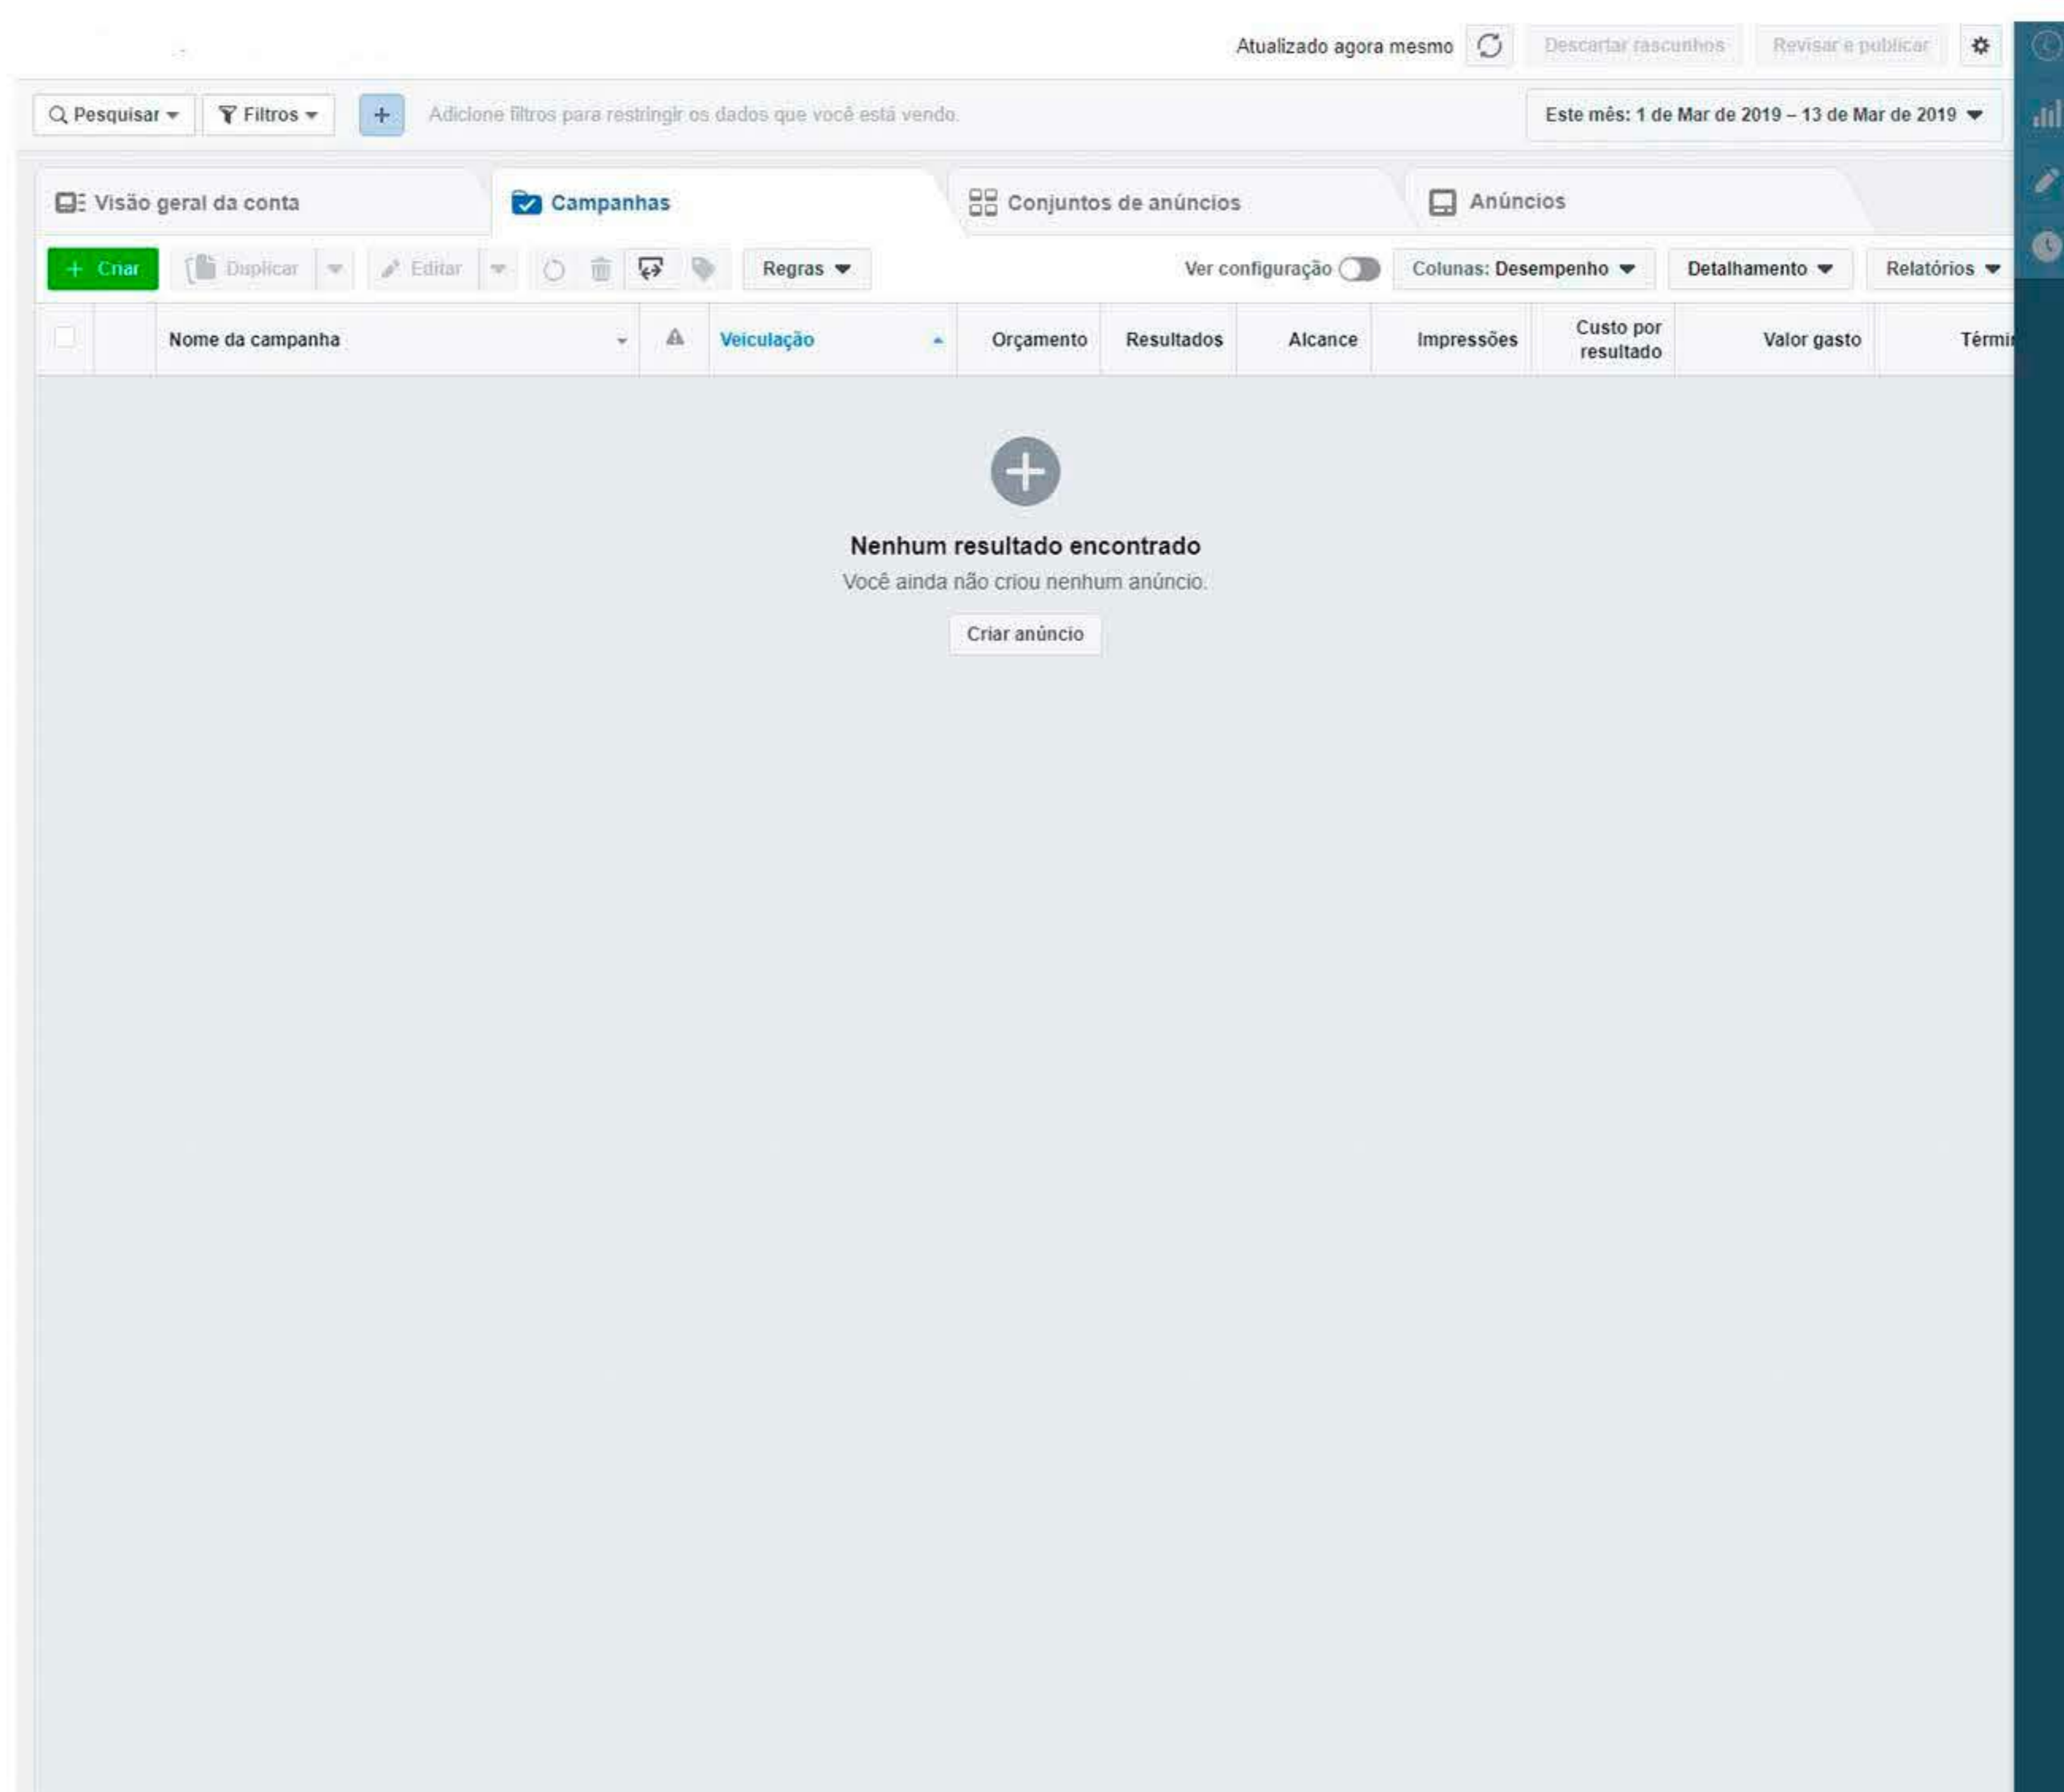 Atualizado agora mesmo Descartar rascunhos Revisar e publicar
Pesquisar Filtros + Adicione filtros para restringir os dados que você está vendo. Este mês: 1 de Mar de 2019 – 13 de Mar de 2019
Visão geral da conta Campanhas Conjuntos de anúncios Anúncios
+ Criar Duplicar Editar Regras Ver configuração Colunas: Desempenho Detalhamento Relatórios
Nome da campanha Veiculação Orçamento Resultados Alcance Impressões Custo por resultado Valor gasto Térmi
Nenhum resultado encontrado
Você ainda não criou nenhum anúncio.
Criar anúncio